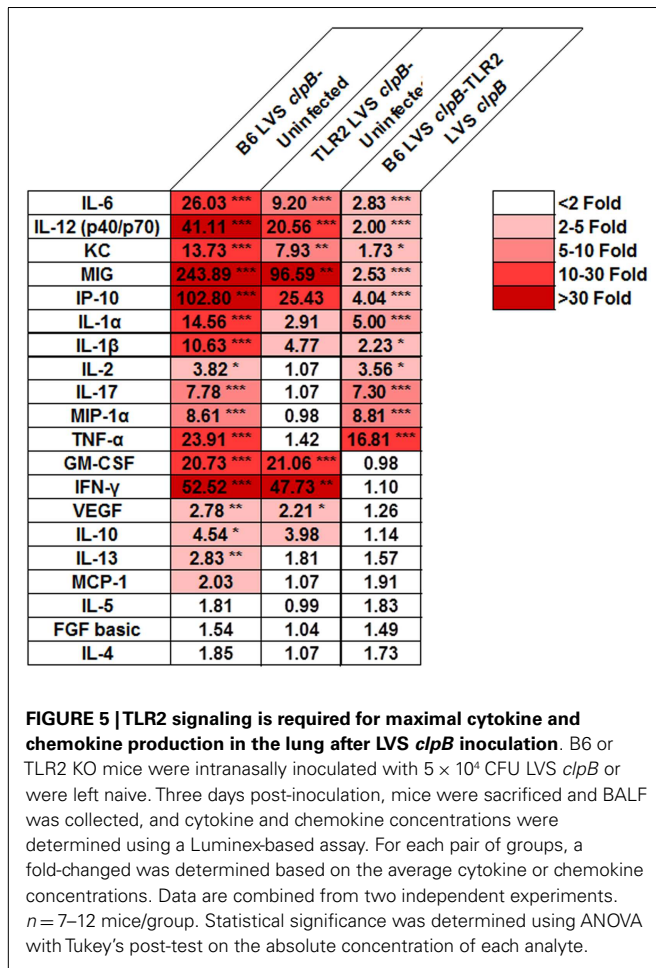 B6 LVS clpB-
Uninfected
TLR2 LVS clpB-
Uninfected
B6 LVS clpB-TLR2
LVS clpB
IL-6 26.03 *** 9.20 *** 2.83 ***
IL-12 (p40/p70) 41.11 *** 20.56 *** 2.00 ***
KC 13.73 *** 7.93 ** 1.73 *
MIG 243.89 *** 96.59 ** 2.53 ***
IP-10 102.80 *** 25.43 4.04 ***
IL-1α 14.56 *** 2.91 5.00 ***
IL-1β 10.63 *** 4.77 2.23 *
IL-2 3.82 * 1.07 3.56 *
IL-17 7.78 *** 1.07 7.30 ***
MIP-1α 8.61 *** 0.98 8.81 ***
TNF-α 23.91 *** 1.42 16.81 ***
GM-CSF 20.73 *** 21.06 *** 0.98
IFN-γ 52.52 *** 47.73 ** 1.10
VEGF 2.78 ** 2.21 * 1.26
IL-10 4.54 * 3.98 1.14
IL-13 2.83 ** 1.81 1.57
MCP-1 2.03 1.07 1.91
IL-5 1.81 0.99 1.83
FGF basic 1.54 1.04 1.49
IL-4 1.85 1.07 1.73
<2 Fold
2-5 Fold
5-10 Fold
10-30 Fold
>30 Fold
FIGURE 5 | TLR2 signaling is required for maximal cytokine and
chemokine production in the lung after LVS clpB inoculation. B6 or
TLR2 KO mice were intranasally inoculated with 5 × 10⁴ CFU LVS clpB or
were left naive. Three days post-inoculation, mice were sacrificed and BALF
was collected, and cytokine and chemokine concentrations were
determined using a Luminex-based assay. For each pair of groups, a
fold-changed was determined based on the average cytokine or chemokine
concentrations. Data are combined from two independent experiments.
n = 7–12 mice/group. Statistical significance was determined using ANOVA
with Tukey's post-test on the absolute concentration of each analyte.